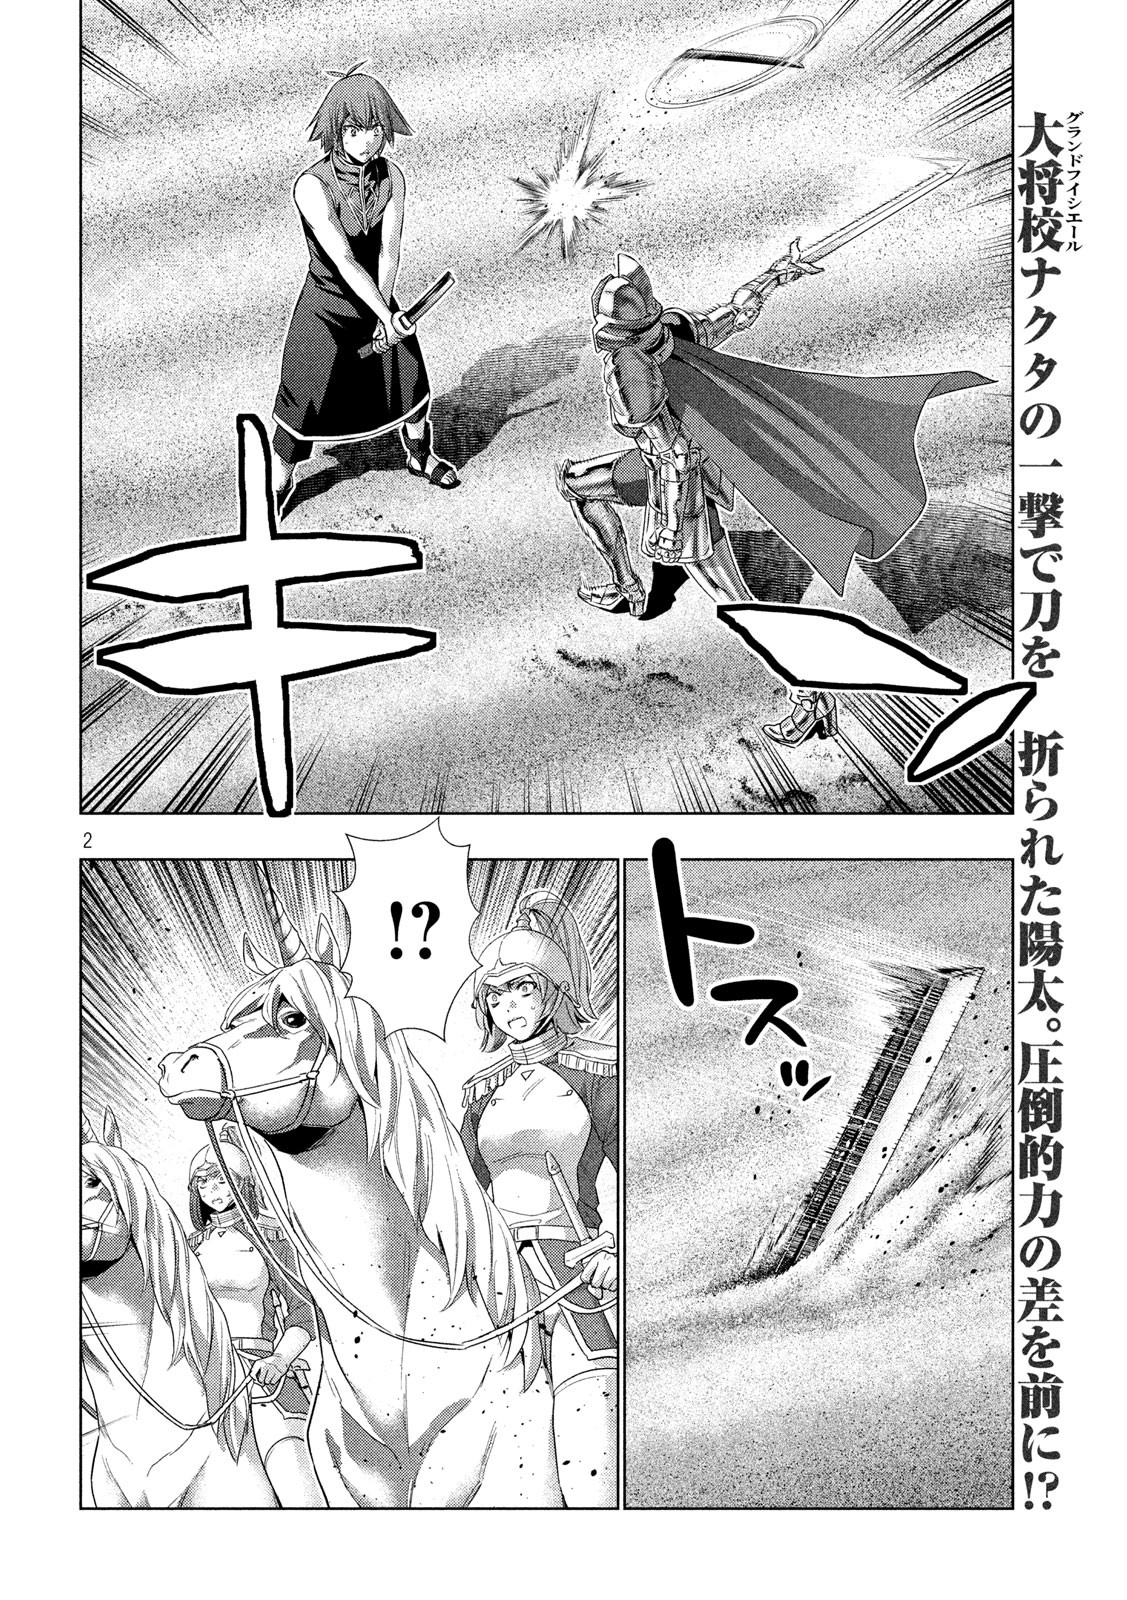 グランドフィシエール
大将校ナクタの一撃で刀を 折られた陽太。圧倒的力の差を前に!?
キン
2
トスッ
!?